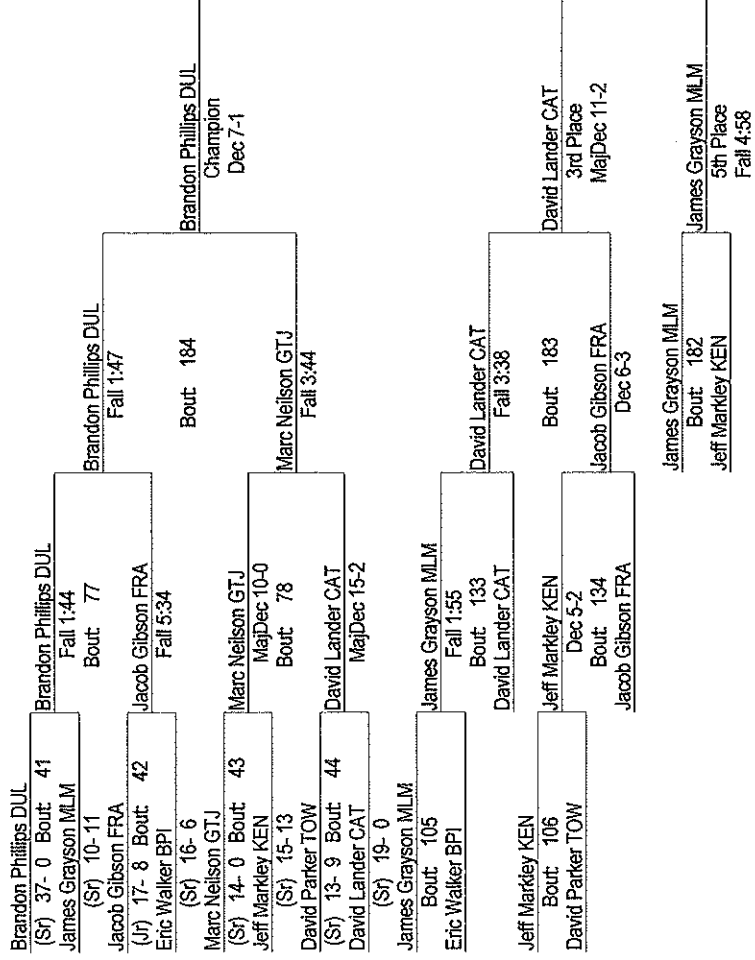 Brandon Phillips DUL
(Sr) 37- 0 Bout: 41
James Grayson MLM
(Sr) 10- 11
Jacob Gibson FRA
(Jr) 17- 8 Bout: 42
Eric Walker BPI
(Sr) 16- 6
Marc Neilson GTJ
(Sr) 14- 0 Bout: 43
Jeff Markley KEN
(Sr) 15- 13
David Parker TOW
(Sr) 13- 9 Bout: 44
David Lander CAT
(Sr) 19- 0
James Grayson MLM
Bout: 105
Eric Walker BPI
Jeff Markley KEN
Bout: 106
David Parker TOW
Brandon Phillips DUL
Fall 1:44
Bout: 77
Jacob Gibson FRA
Fall 5:34
Marc Neilson GTJ
MajDec 10-0
Bout: 78
David Lander CAT
MajDec 15-2
James Grayson MLM
Fall 1:55
Bout: 133
David Lander CAT
Jeff Markley KEN
Dec 5-2
Bout: 134
Jacob Gibson FRA
Brandon Phillips DUL
Fall 1:47
Bout: 184
Marc Neilson GTJ
Fall 3:44
David Lander CAT
Fall 3:38
Bout: 183
Jacob Gibson FRA
Dec 6-3
James Grayson MLM
Bout: 182
Jeff Markley KEN
Brandon Phillips DUL
Champion
Dec 7-1
David Lander CAT
3rd Place
MajDec 11-2
James Grayson MLM
5th Place
Fall 4:58